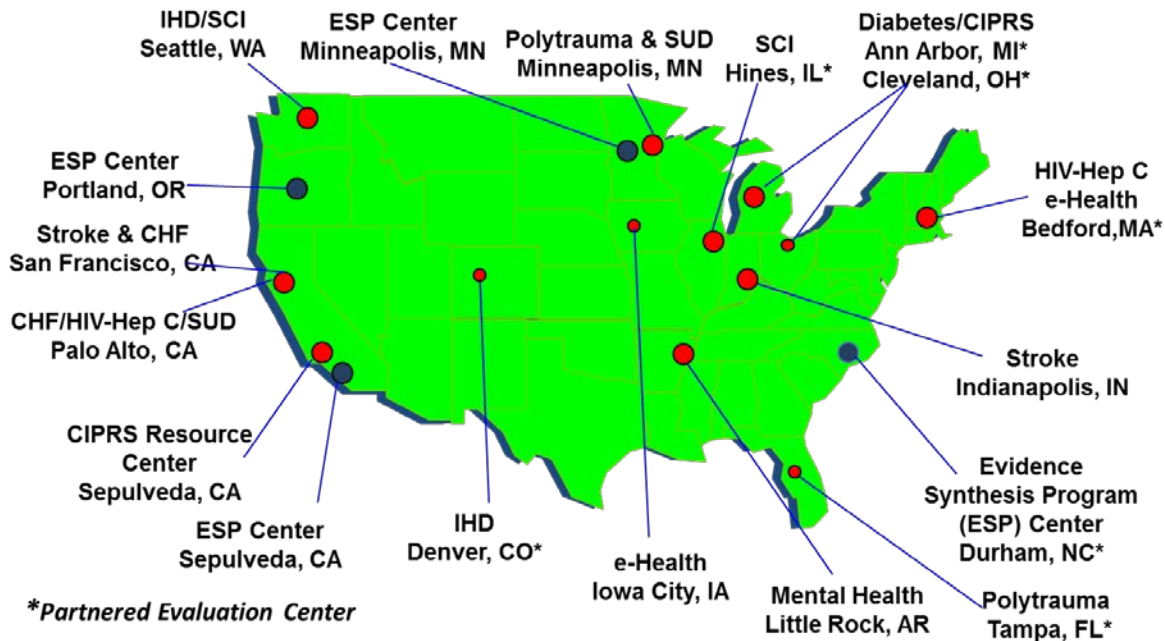 IHD/SCI
Seattle, WA
ESP Center
Minneapolis, MN
Polytrauma & SUD
Minneapolis, MN
SCI
Hines, IL*
Diabetes/CIPRS
Ann Arbor, MI*
Cleveland, OH*
ESP Center
Portland, OR
HIV-Hep C
e-Health
Bedford,MA*
Stroke & CHF
San Francisco, CA
CHF/HIV-Hep C/SUD
Palo Alto, CA
Stroke
Indianapolis, IN
CIPRS Resource
Center
Sepulveda, CA
ESP Center
Sepulveda, CA
IHD
Denver, CO*
e-Health
Iowa City, IA
Mental Health
Little Rock, AR
Evidence
Synthesis Program
(ESP) Center
Durham, NC*
Polytrauma
Tampa, FL*
*Partnered Evaluation Center